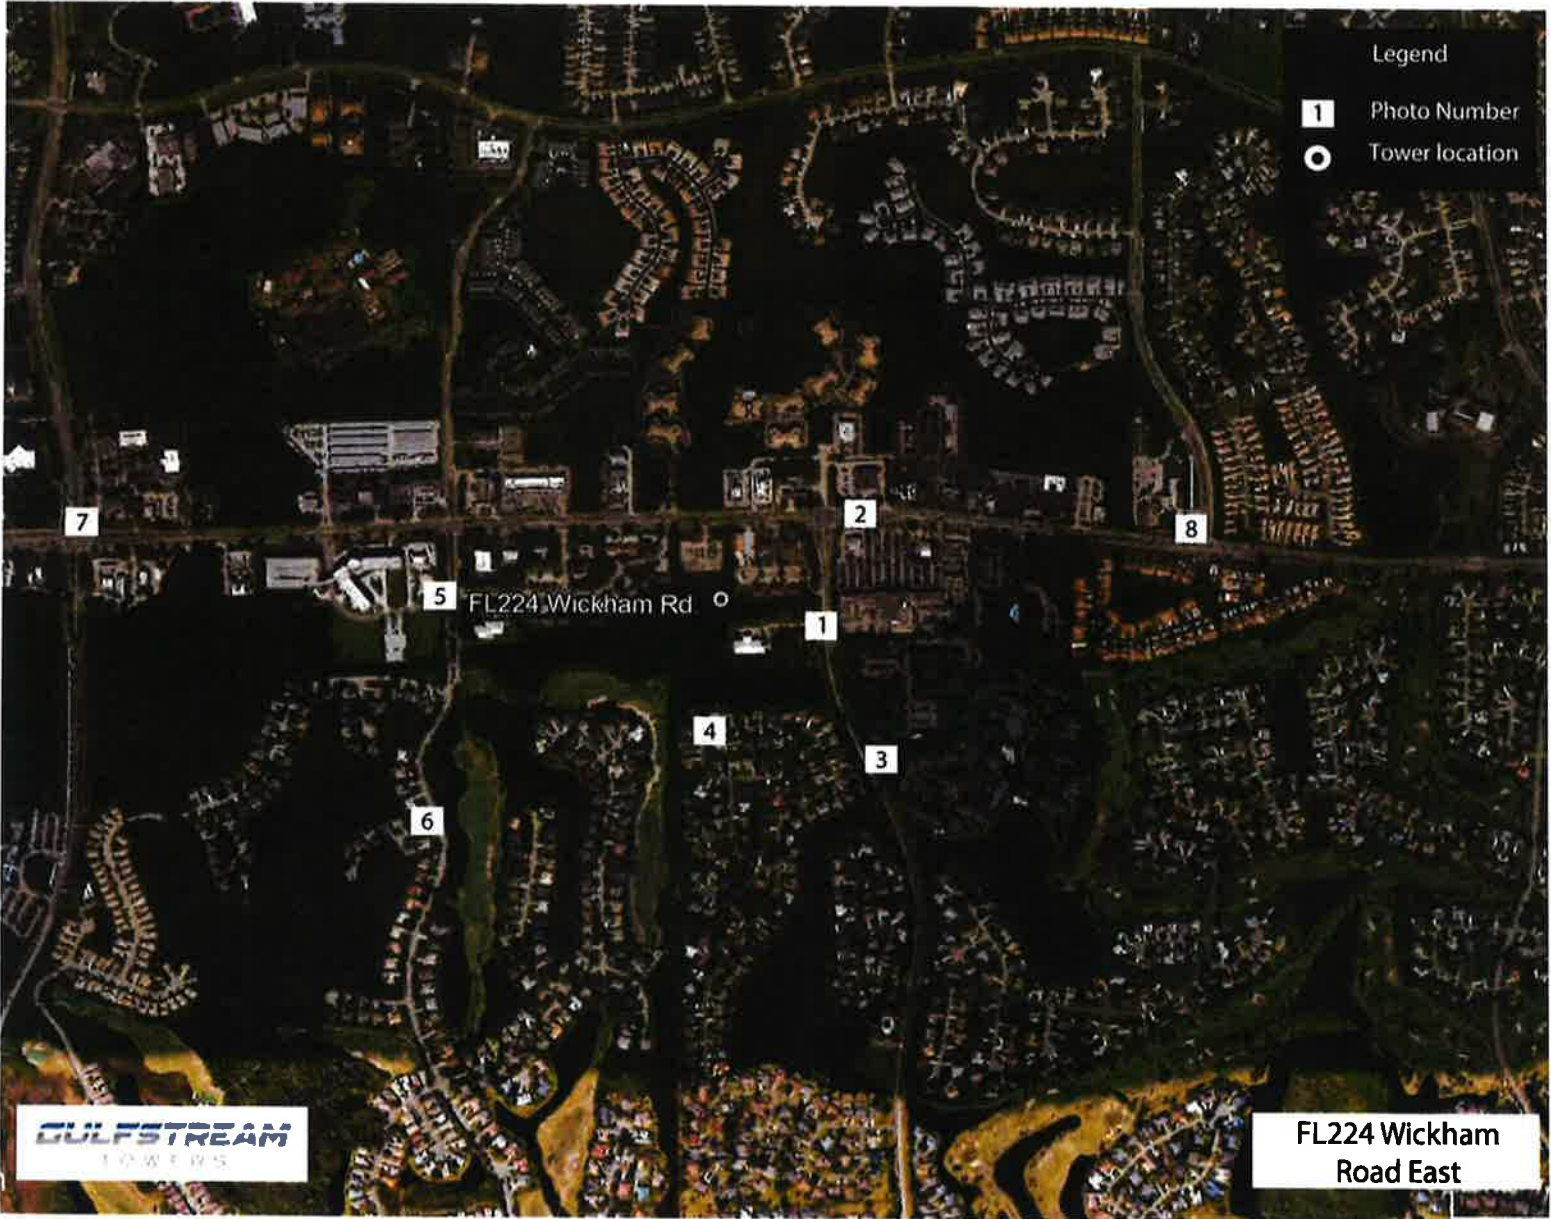 Legend
1 Photo Number
Tower location
7
2
8
5
FL224 Wickham Rd
1
4
3
6
GULFSTREAM
TOWERS
FL224 Wickham
Road East